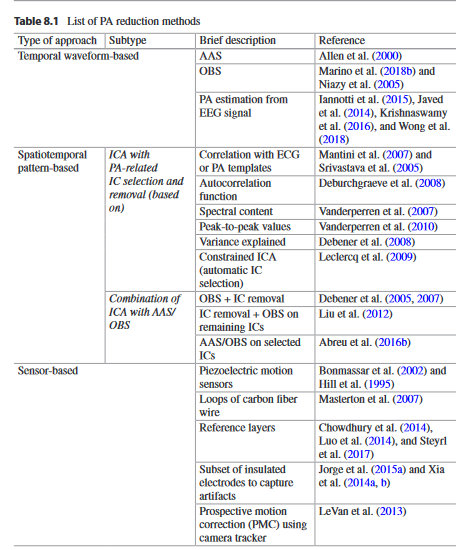 Table 8.1 List of PA reduction methods
Type of approach Subtype Brief description Reference
Temporal waveform-based AAS Allen et al. (2000)
OBS Marino et al. (2018b) and
Niazy et al. (2005)
PA estimation from Iannotti et al. (2015), Javed
EEG signal et al. (2014), Krishnaswamy
et al. (2016), and Wong et al.
(2018)
Spatiotemporal ICA with Correlation with ECG Mantini et al. (2007) and
pattern-based PA-related or PA templates Srivastava et al. (2005)
IC selection and Autocorrelation Deburchgraeve et al. (2008)
removal (based function
on) Spectral content Vanderperren et al. (2007)
Peak-to-peak values Vanderperren et al. (2010)
Variance explained Debener et al. (2008)
Constrained ICA Leclercq et al. (2009)
(automatic IC
selection)
Combination of OBS + IC removal Debener et al. (2005, 2007)
ICA with AAS/ IC removal + OBS on Liu et al. (2012)
OBS remaining ICs
AAS/OBS on selected Abreu et al. (2016b)
ICs
Sensor-based Piezoelectric motion Bonmassar et al. (2002) and
sensors Hill et al. (1995)
Loops of carbon fiber Masterton et al. (2007)
wire
Reference layers Chowdhury et al. (2014),
Luo et al. (2014), and Steyrl
et al. (2017)
Subset of insulated Jorge et al. (2015a) and Xia
electrodes to capture et al. (2014a, b)
artifacts
Prospective motion LeVan et al. (2013)
correction (PMC) using
camera tracker